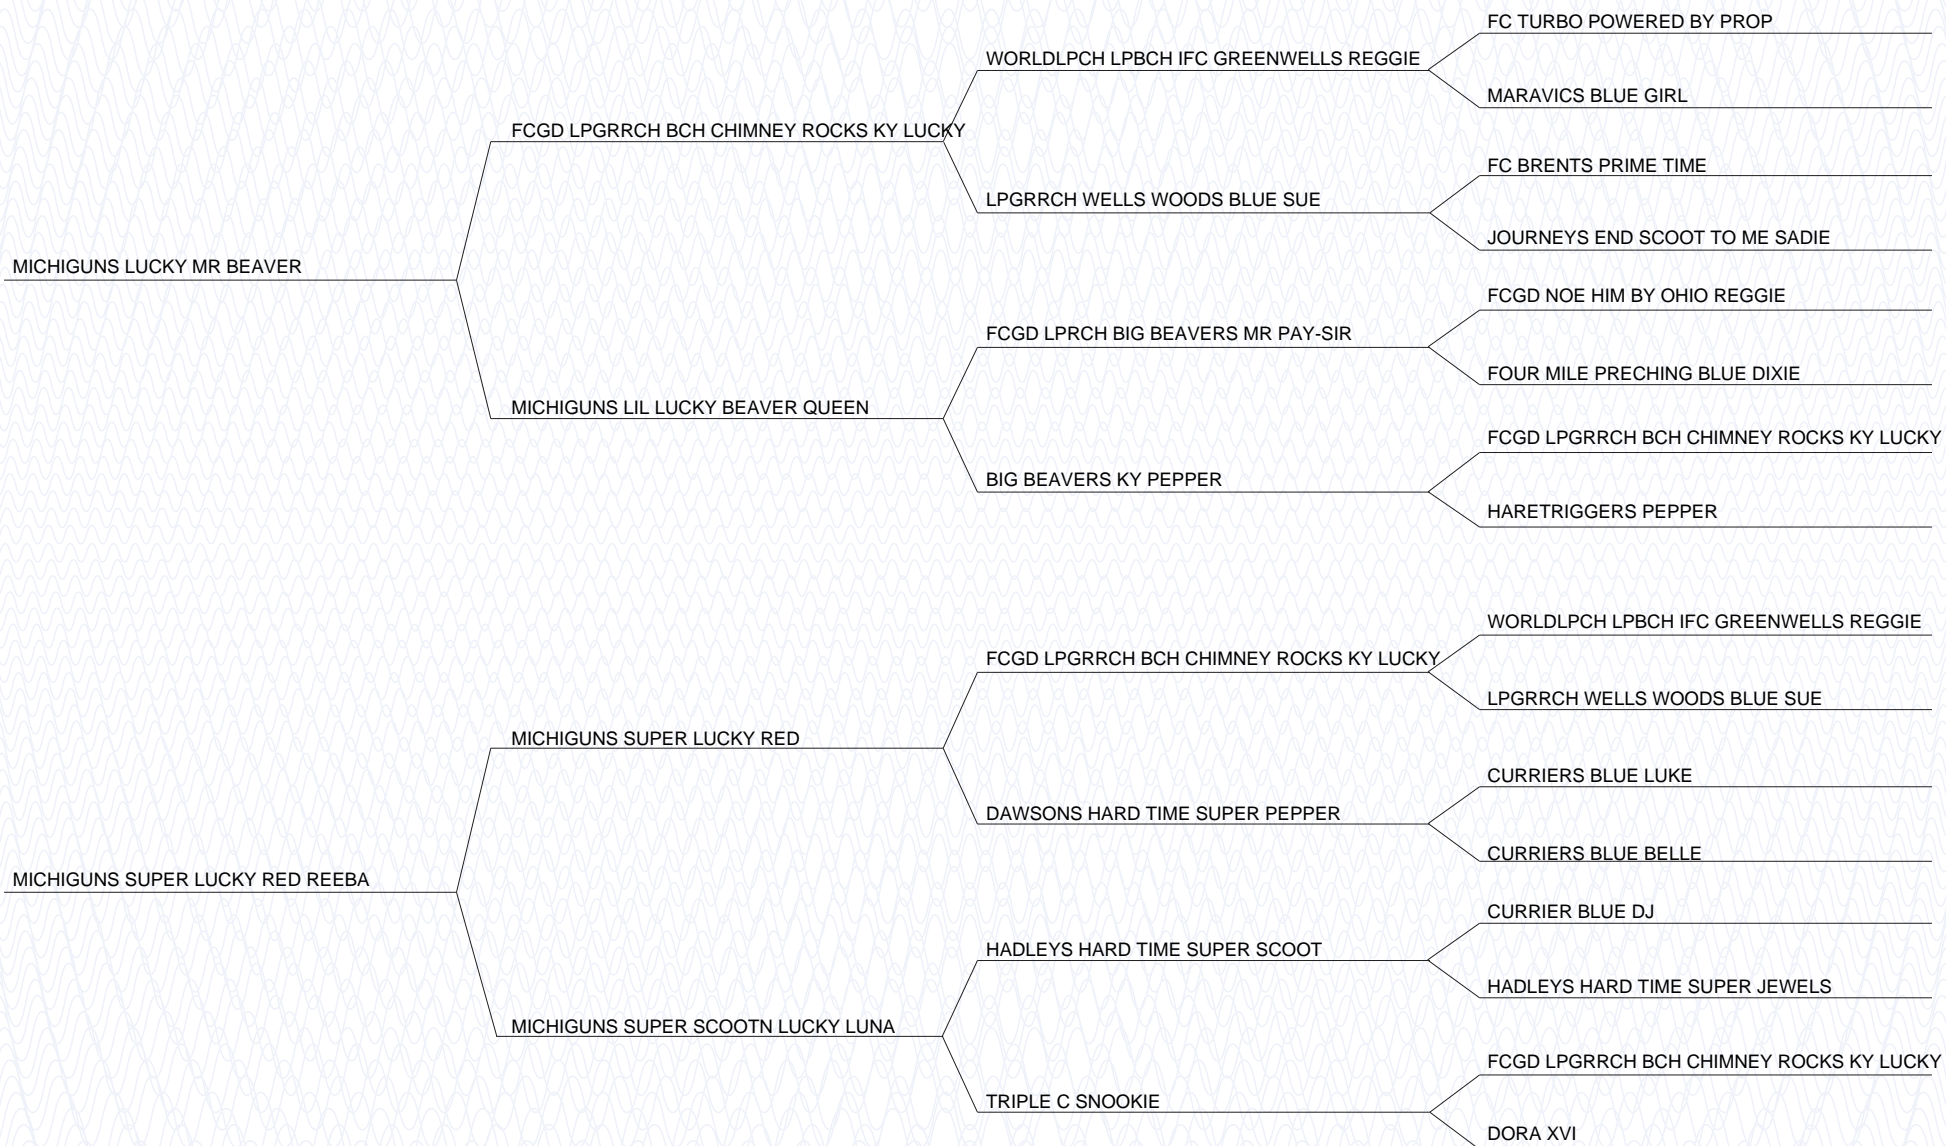 FC TURBO POWERED BY PROP
WORLDLPCH LPBCH IFC GREENWELLS REGGIE
MARAVICS BLUE GIRL
FCGD LPGRRCH BCH CHIMNEY ROCKS KY LUCKY
FC BRENTS PRIME TIME
LPGRRCH WELLS WOODS BLUE SUE
JOURNEYS END SCOOT TO ME SADIE
MICHIGUNS LUCKY MR BEAVER
FCGD NOE HIM BY OHIO REGGIE
FCGD LPRCH BIG BEAVERS MR PAY-SIR
FOUR MILE PRECHING BLUE DIXIE
MICHIGUNS LIL LUCKY BEAVER QUEEN
FCGD LPGRRCH BCH CHIMNEY ROCKS KY LUCKY
BIG BEAVERS KY PEPPER
HARETRIGGERS PEPPER
WORLDLPCH LPBCH IFC GREENWELLS REGGIE
FCGD LPGRRCH BCH CHIMNEY ROCKS KY LUCKY
LPGRRCH WELLS WOODS BLUE SUE
MICHIGUNS SUPER LUCKY RED
CURRIERS BLUE LUKE
DAWSONS HARD TIME SUPER PEPPER
CURRIERS BLUE BELLE
MICHIGUNS SUPER LUCKY RED REEBA
CURRIER BLUE DJ
HADLEYS HARD TIME SUPER SCOOT
HADLEYS HARD TIME SUPER JEWELS
MICHIGUNS SUPER SCOOTN LUCKY LUNA
FCGD LPGRRCH BCH CHIMNEY ROCKS KY LUCKY
TRIPLE C SNOOKIE
DORA XVI